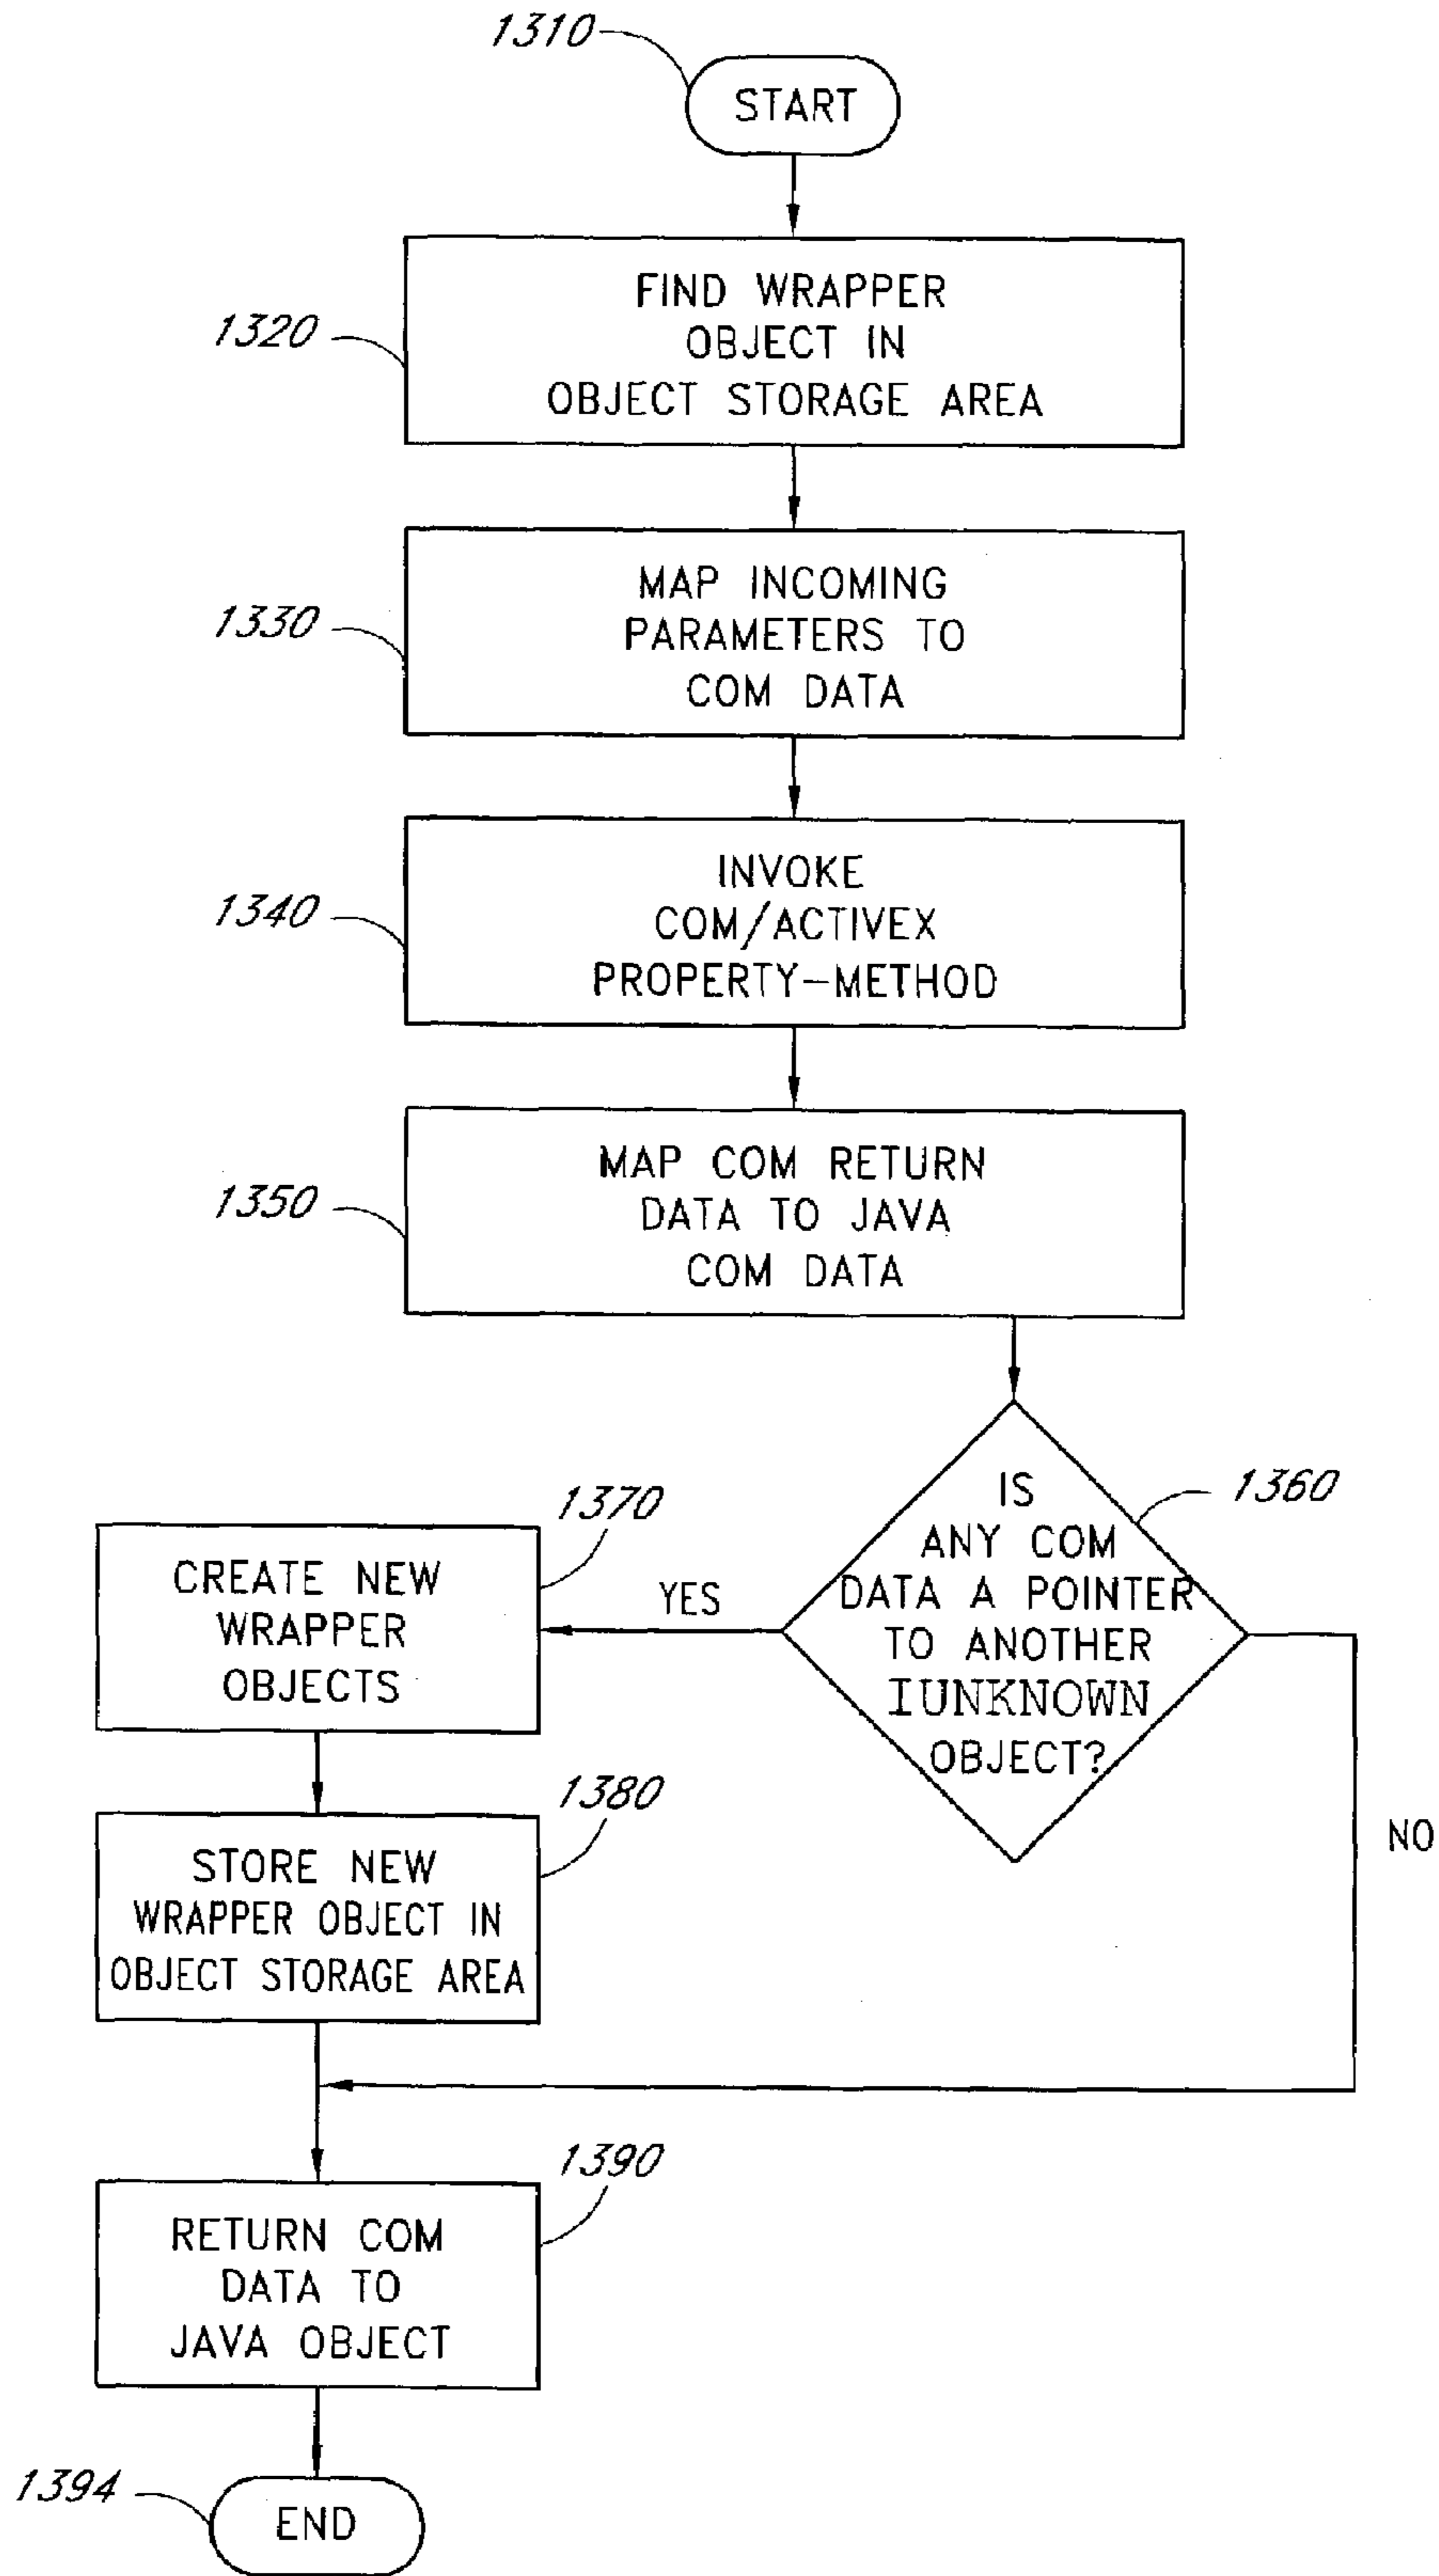 1310
START
1320
FIND WRAPPER
OBJECT IN
OBJECT STORAGE AREA
1330
MAP INCOMING
PARAMETERS TO
COM DATA
1340
INVOKE
COM/ACTIVEX
PROPERTY-METHOD
1350
MAP COM RETURN
DATA TO JAVA
COM DATA
1360
IS
ANY COM
DATA A POINTER
TO ANOTHER
IUNKNOWN
OBJECT?
YES
NO
1370
CREATE NEW
WRAPPER
OBJECTS
1380
STORE NEW
WRAPPER OBJECT IN
OBJECT STORAGE AREA
1390
RETURN COM
DATA TO
JAVA OBJECT
1394
END